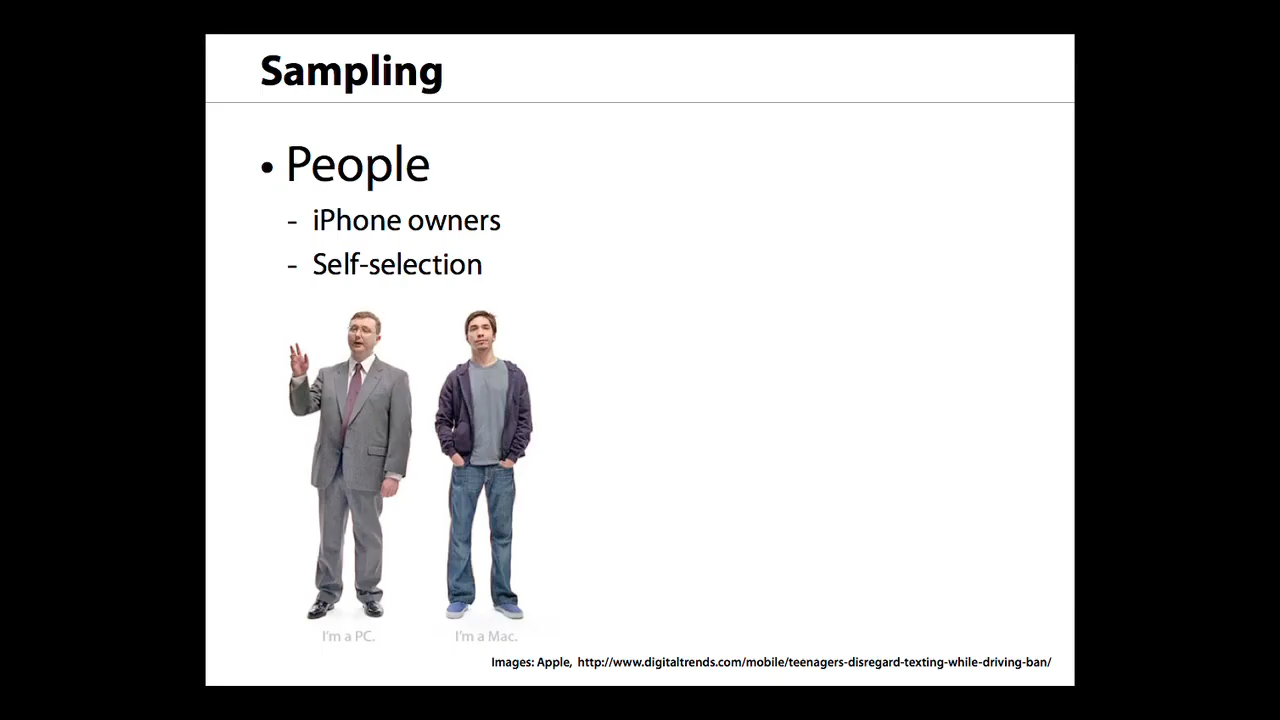 Sampling
• People
- iPhone owners
- Self-selection
I'm a PC.
I'm a Mac.
Images: Apple, http://www.digitaltrends.com/mobile/teenagers-disregard-texting-while-driving-ban/